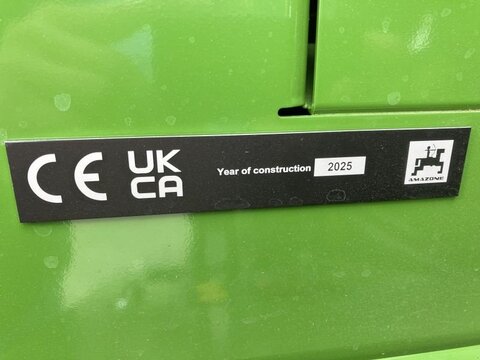 CE
UK
CA
Year of construction 2025
AMAZONE